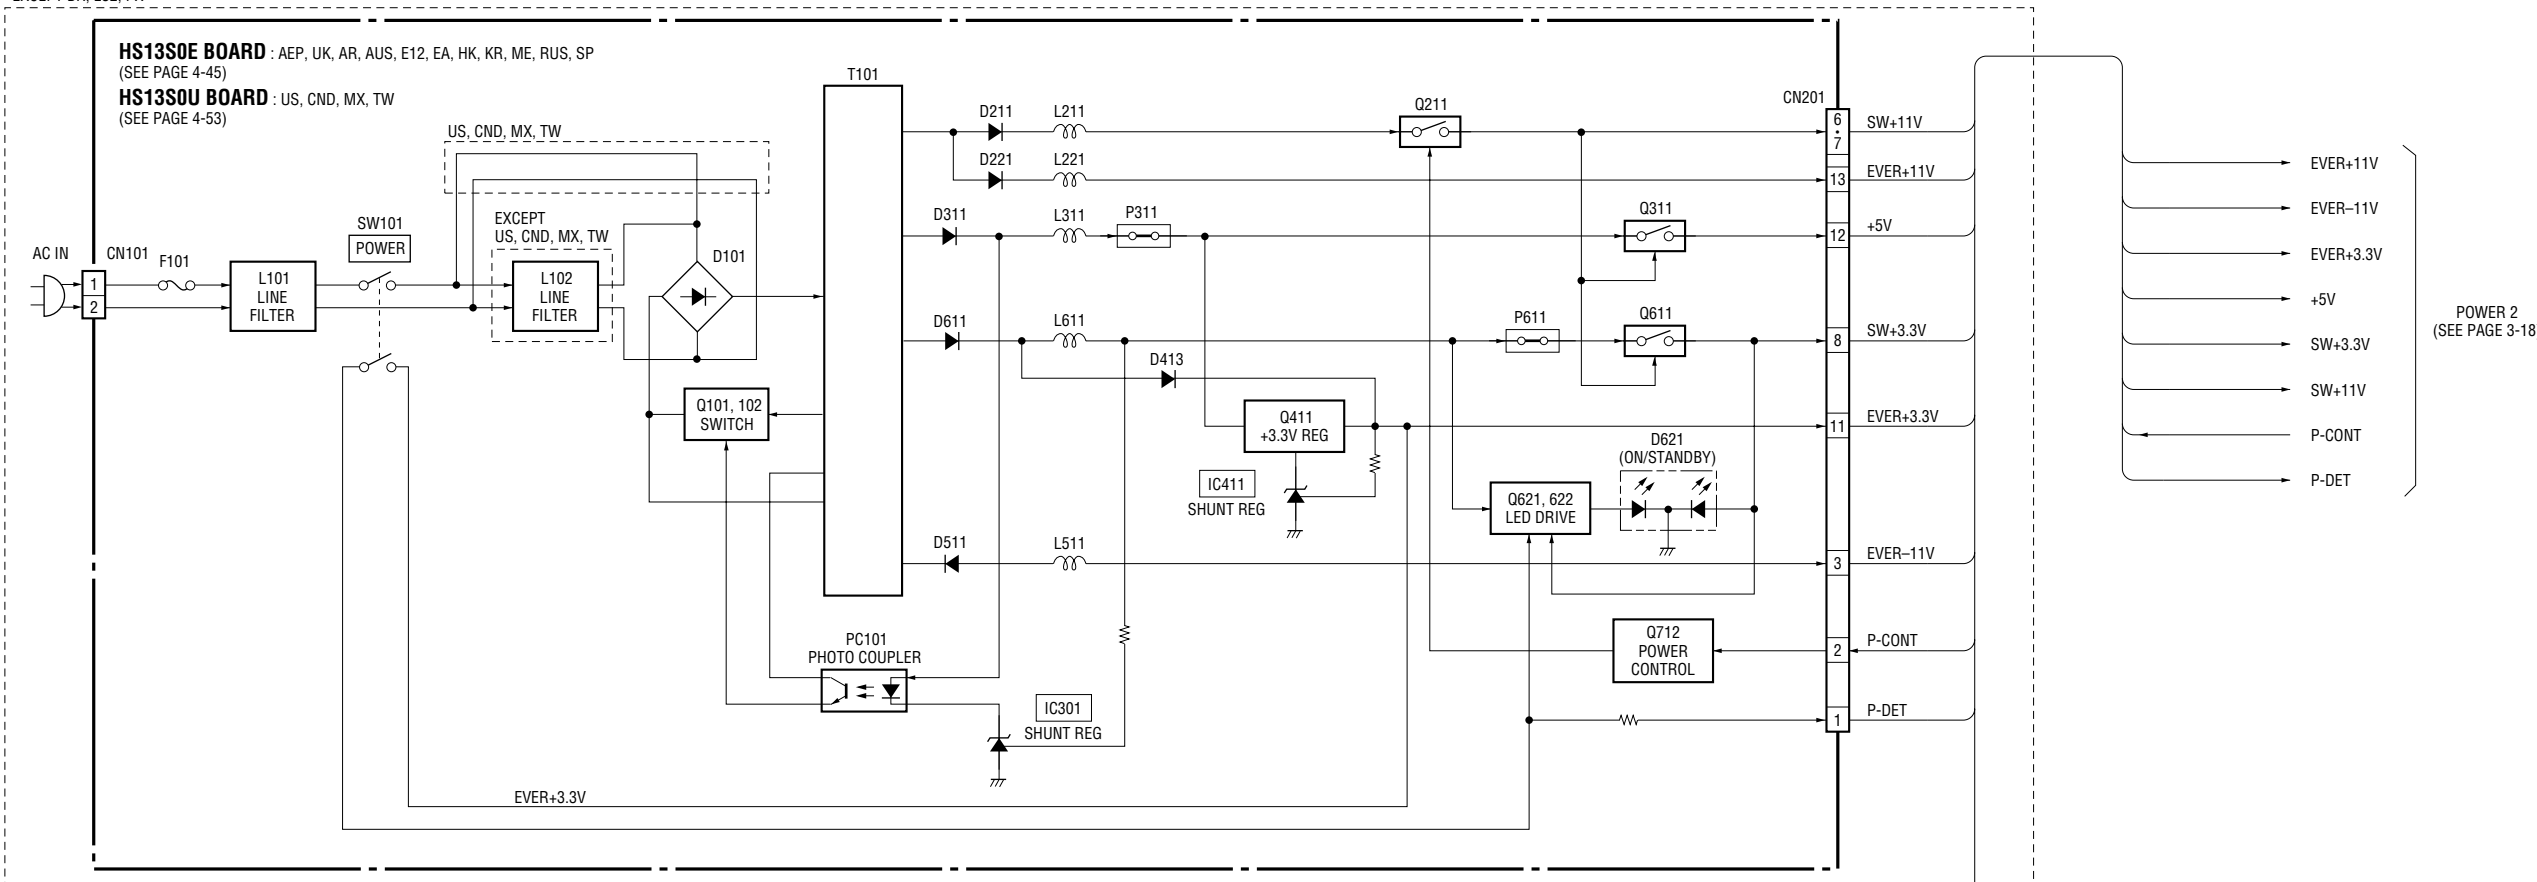 HS13S0E BOARD : AEP, UK, AR, AUS, E12, EA, HK, KR, ME, RUS, SP
(SEE PAGE 4-45)
HS13S0U BOARD : US, CND, MX, TW
(SEE PAGE 4-53)
US, CND, MX, TW
EXCEPT
US, CND, MX, TW
AC IN
CN101
1
2
F101
L101
LINE
FILTER
SW101
POWER
L102
LINE
FILTER
D101
Q101, 102
SWITCH
T101
PC101
PHOTO COUPLER
D211
L211
D221
L221
D311
L311
P311
D611
L611
D413
D511
L511
Q211
Q311
P611
Q611
Q411
+3.3V REG
IC411
SHUNT REG
IC301
SHUNT REG
D621
(ON/STANDBY)
Q621, 622
LED DRIVE
Q712
POWER
CONTROL
EVER+3.3V
CN201
6
•
7
SW+11V
13
EVER+11V
12
+5V
8
SW+3.3V
11
EVER+3.3V
3
EVER–11V
2
P-CONT
1
P-DET
EVER+11V
EVER–11V
EVER+3.3V
+5V
SW+3.3V
SW+11V
P-CONT
P-DET
POWER 2
(SEE PAGE 3-18